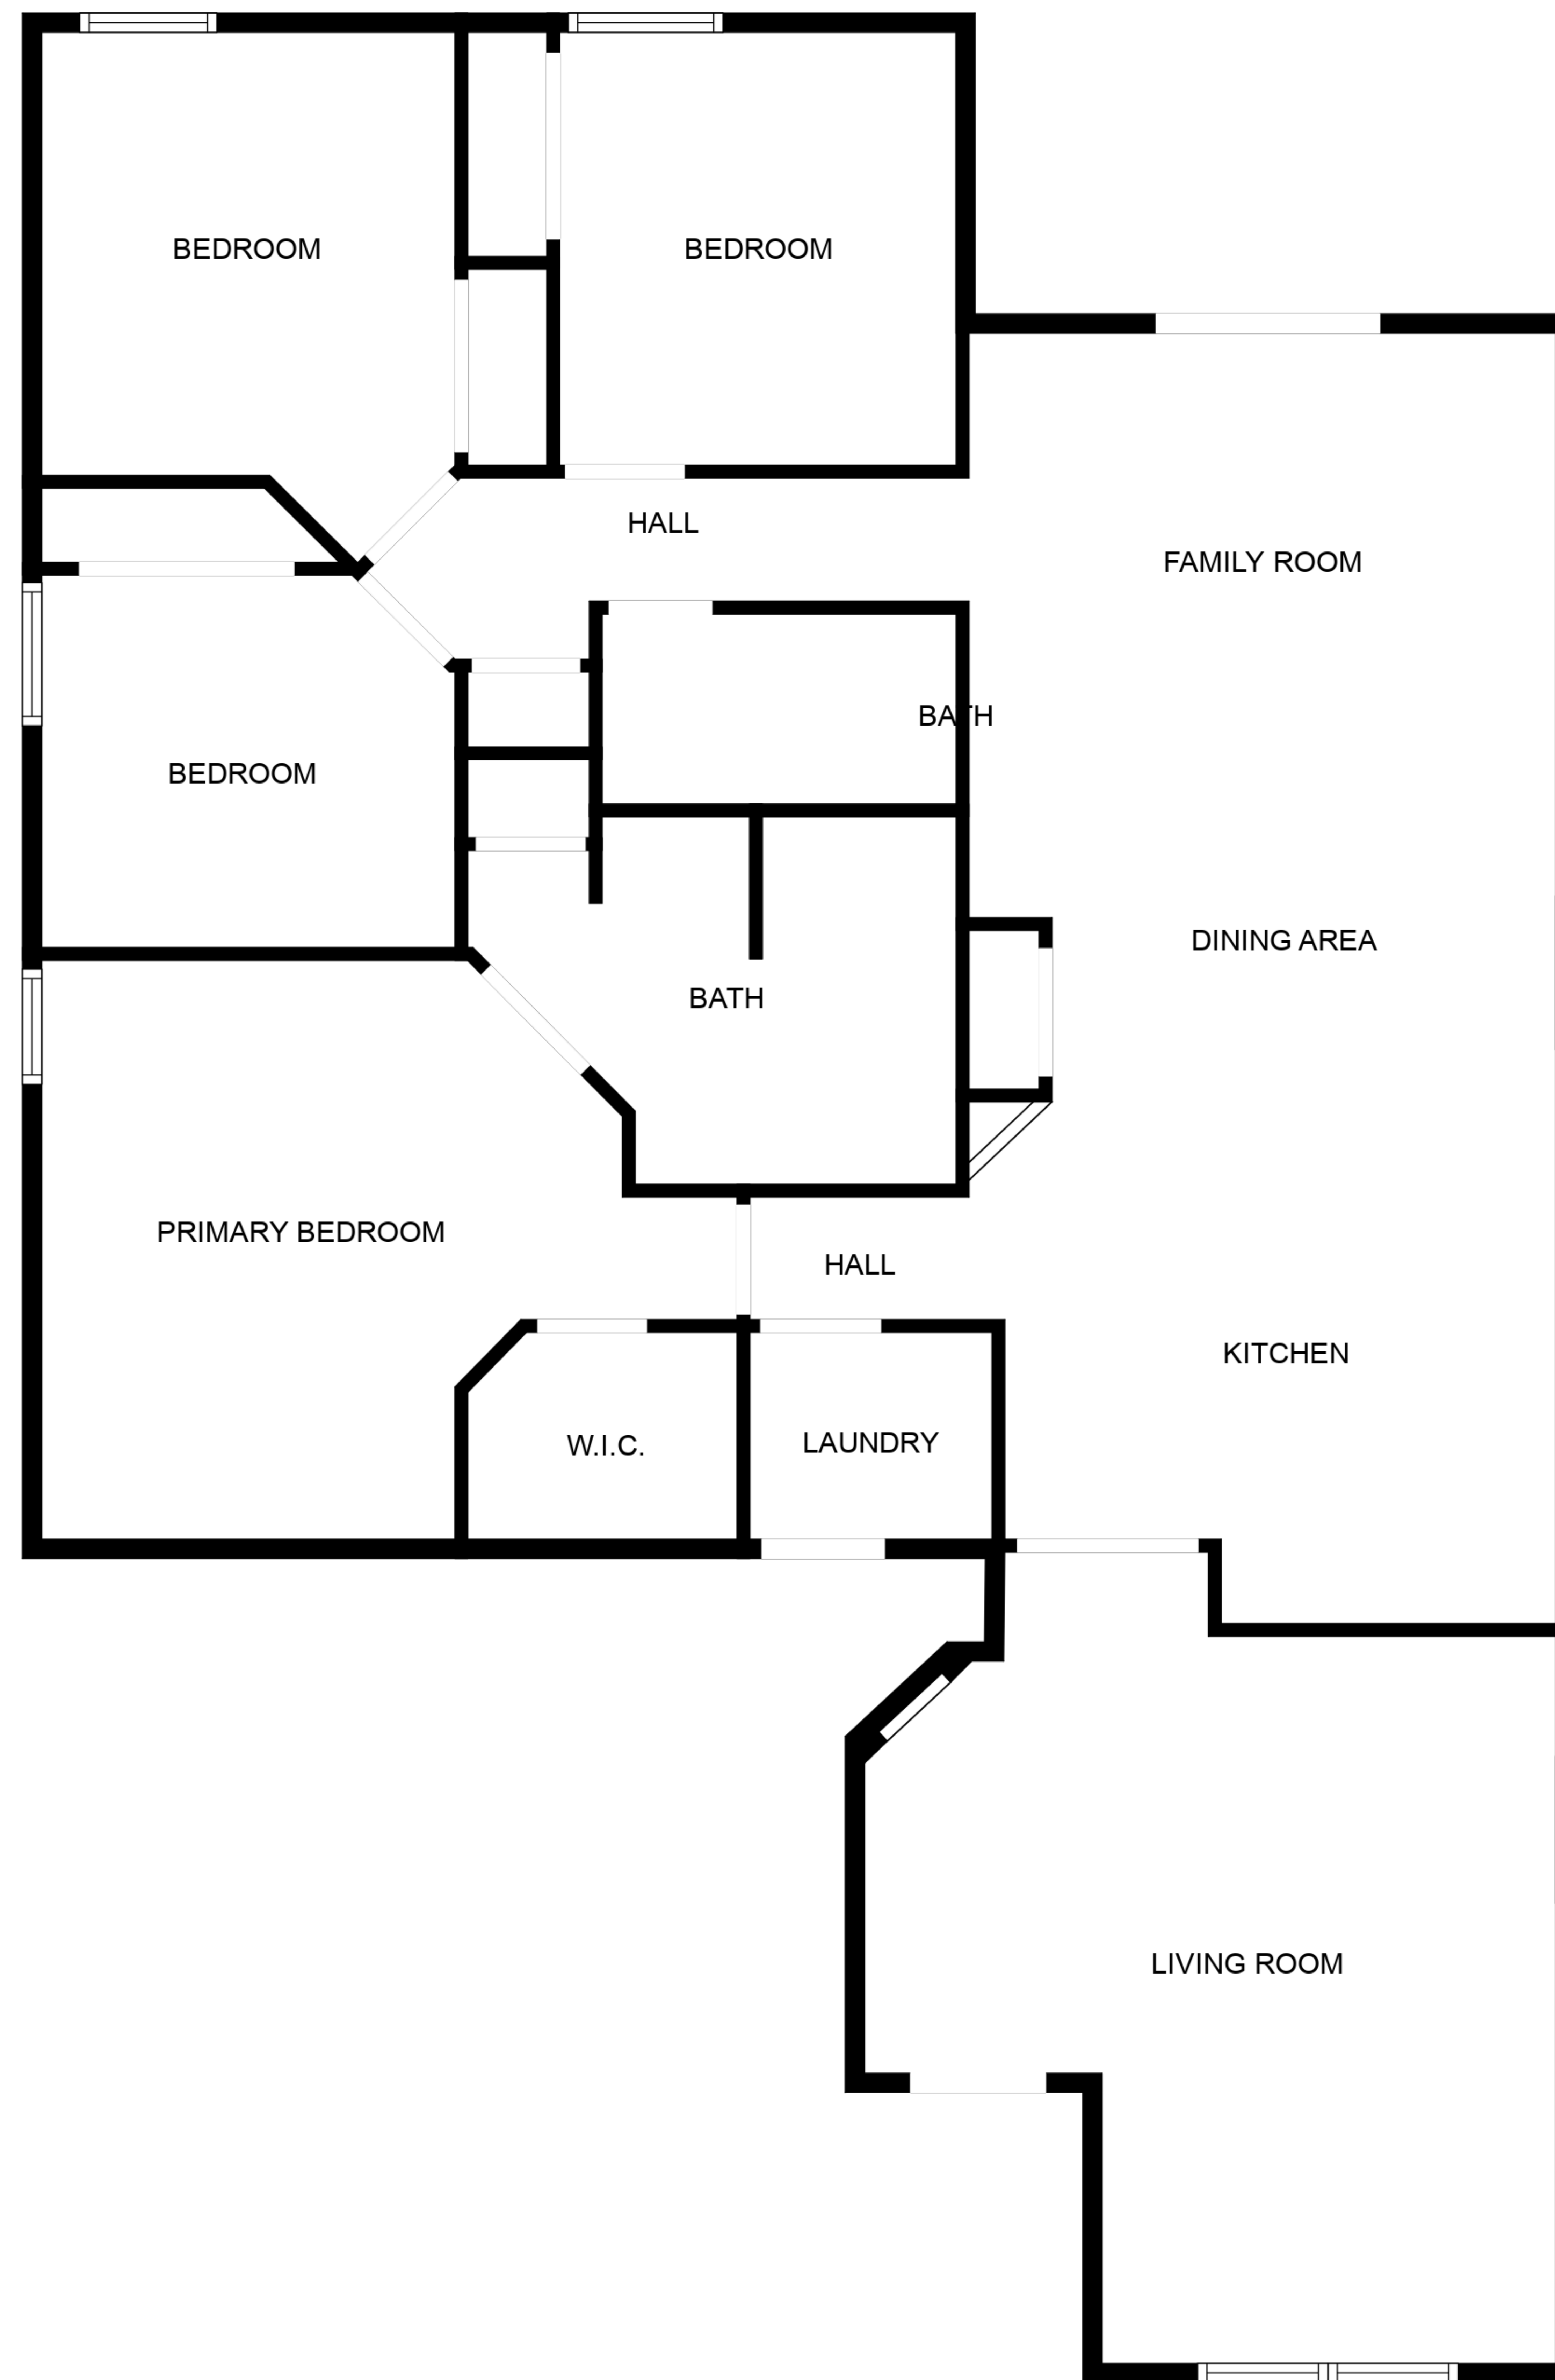 BEDROOM
BEDROOM
HALL
FAMILY ROOM
BATH
BEDROOM
DINING AREA
BATH
PRIMARY BEDROOM
HALL
KITCHEN
W.I.C.
LAUNDRY
LIVING ROOM